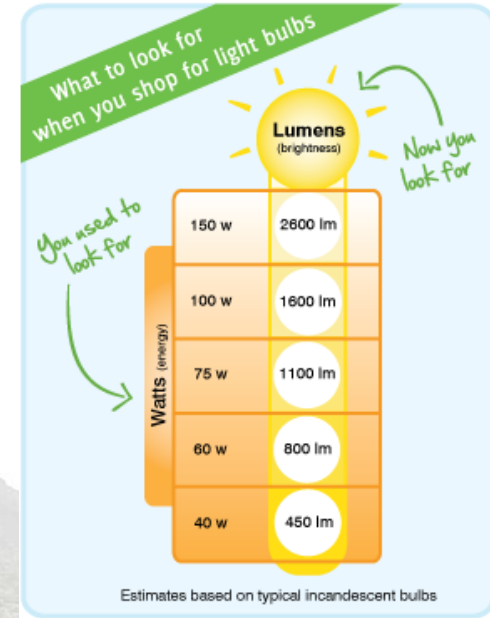 What to look for
when you shop for light bulbs
Lumens
(brightness)
Now you
look for
You used to
look for
Watts (energy)
150 w 2600 lm
100 w 1600 lm
75 w 1100 lm
60 w 800 lm
40 w 450 lm
Estimates based on typical incandescent bulbs